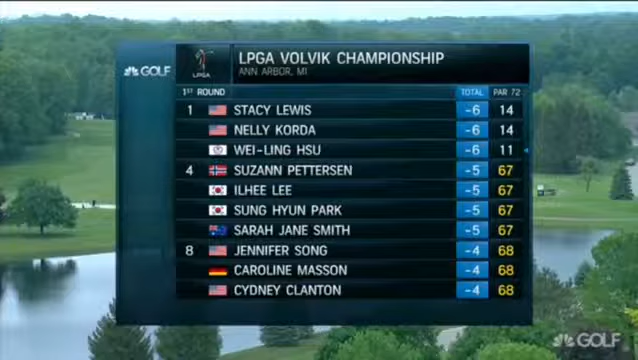 GOLF
LPGA
LPGA VOLVIK CHAMPIONSHIP
ANN ARBOR, MI
1ST ROUND TOTAL PAR 72
1 STACY LEWIS -6 14
NELLY KORDA -6 14
WEI-LING HSU -6 11
4 SUZANN PETTERSEN -5 67
ILHEE LEE -5 67
SUNG HYUN PARK -5 67
SARAH JANE SMITH -5 67
8 JENNIFER SONG -4 68
CAROLINE MASSON -4 68
CYDNEY CLANTON -4 68
GOLF